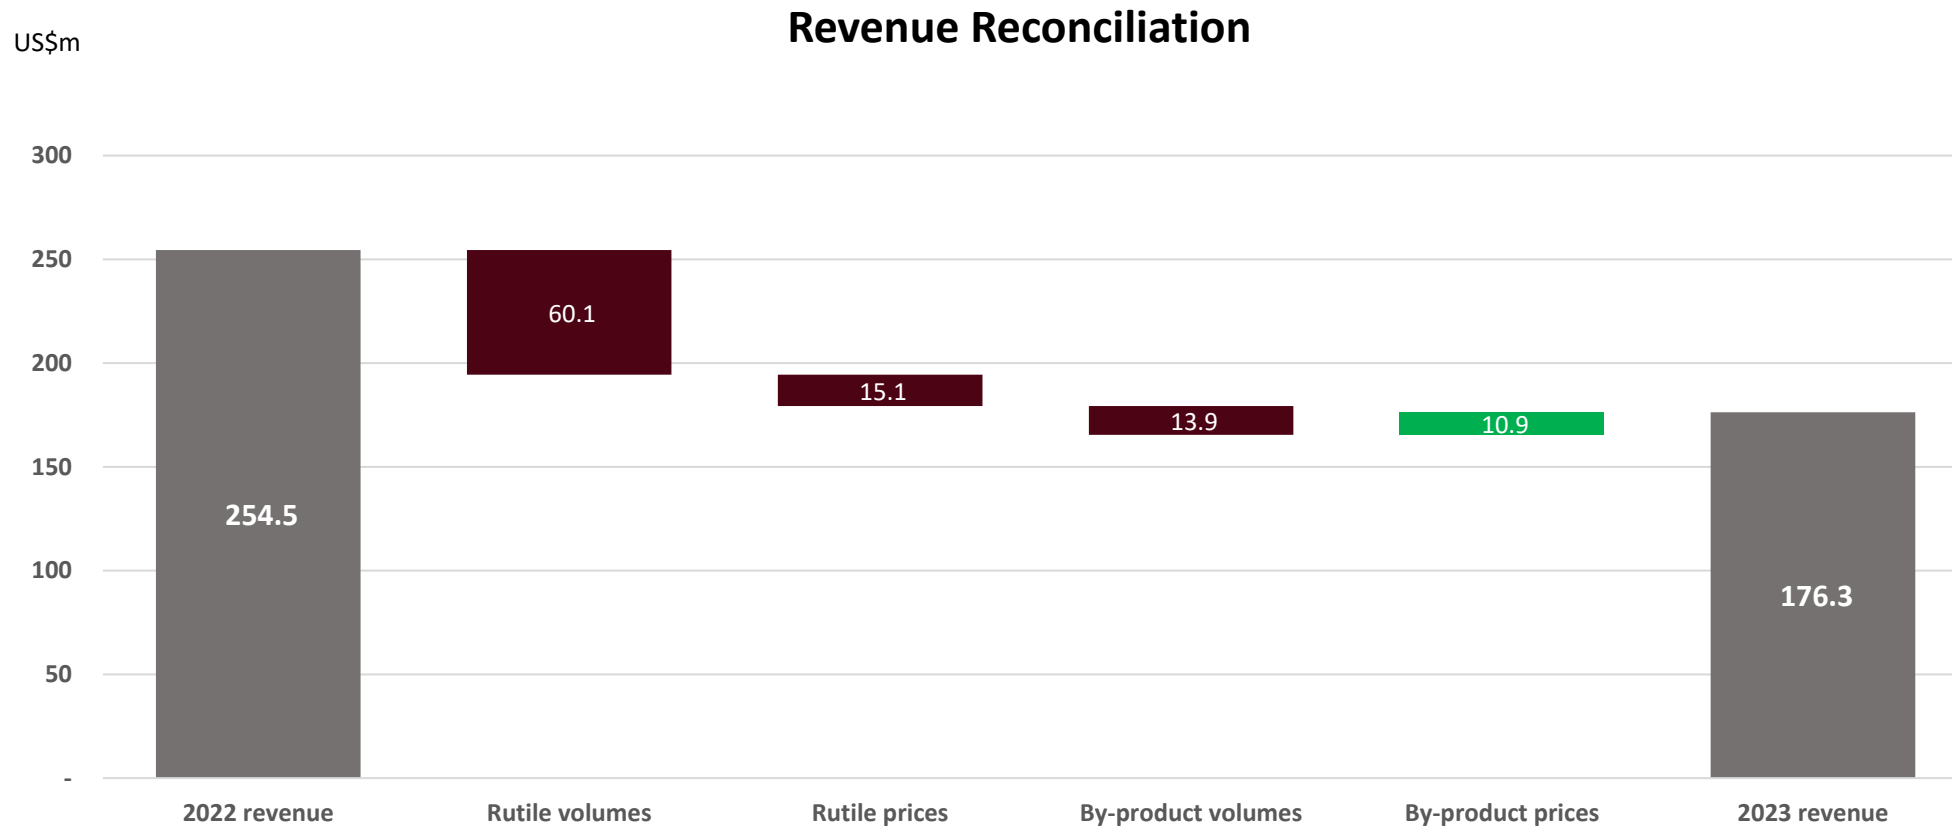 Revenue Reconciliation
US$m
300
250
200
150
100
50
-
254.5
60.1
15.1
13.9
10.9
176.3
2022 revenue
Rutile volumes
Rutile prices
By-product volumes
By-product prices
2023 revenue